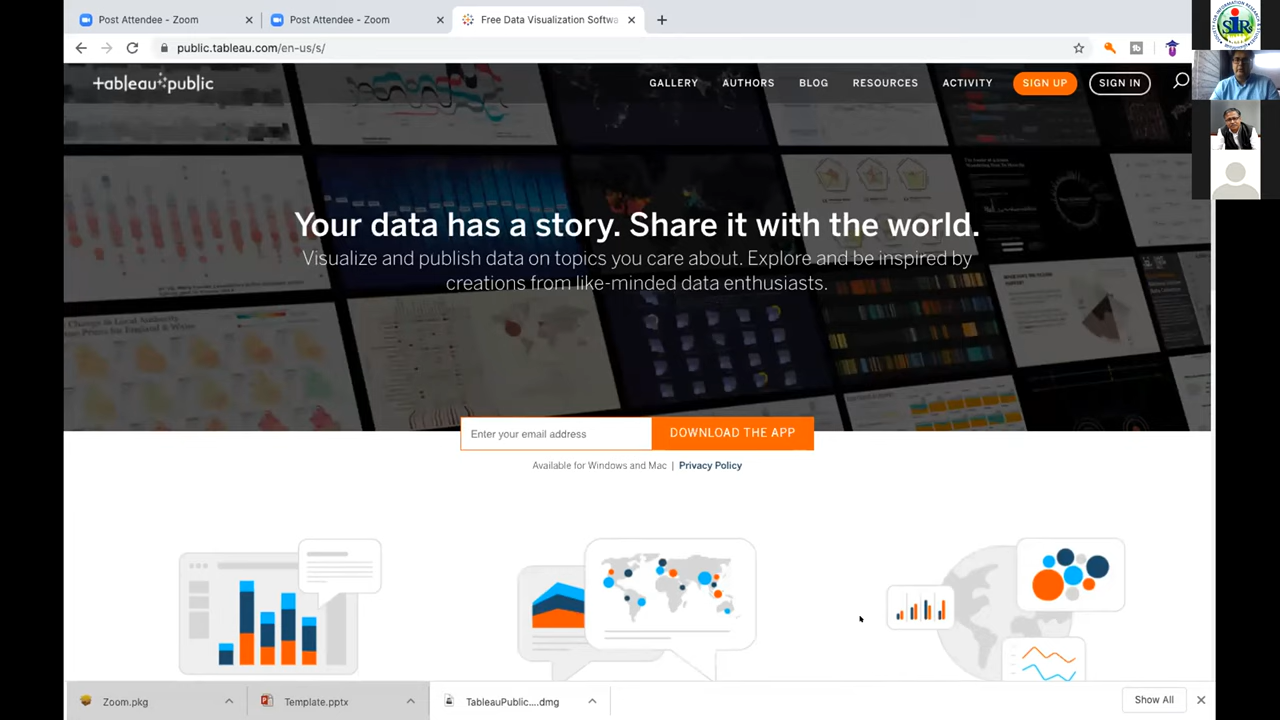 Post Attendee - Zoom
Post Attendee - Zoom
Free Data Visualization Softwa
public.tableau.com/en-us/s/
SIRS
tableau public
GALLERY
AUTHORS
BLOG
RESOURCES
ACTIVITY
SIGN UP
SIGN IN
Your data has a story. Share it with the world.
Visualize and publish data on topics you care about. Explore and be inspired by
creations from like-minded data enthusiasts.
Enter your email address
DOWNLOAD THE APP
Available for Windows and Mac | Privacy Policy
Zoom.pkg
Template.pptx
TableauPublic....dmg
Show All